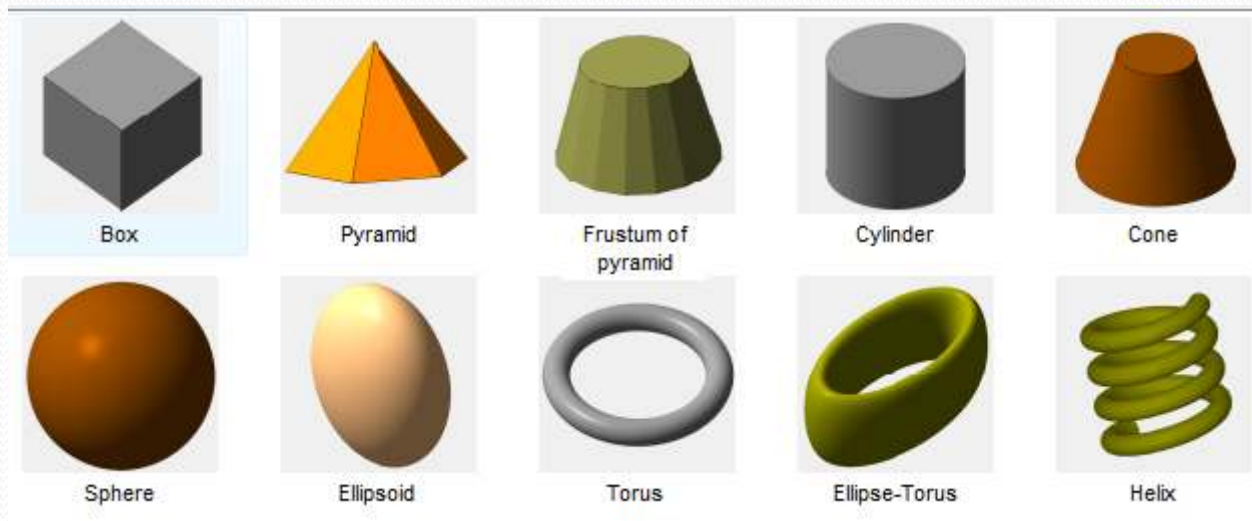 Box
Pyramid
Frustum of
pyramid
Cylinder
Cone
Sphere
Ellipsoid
Torus
Ellipse-Torus
Helix